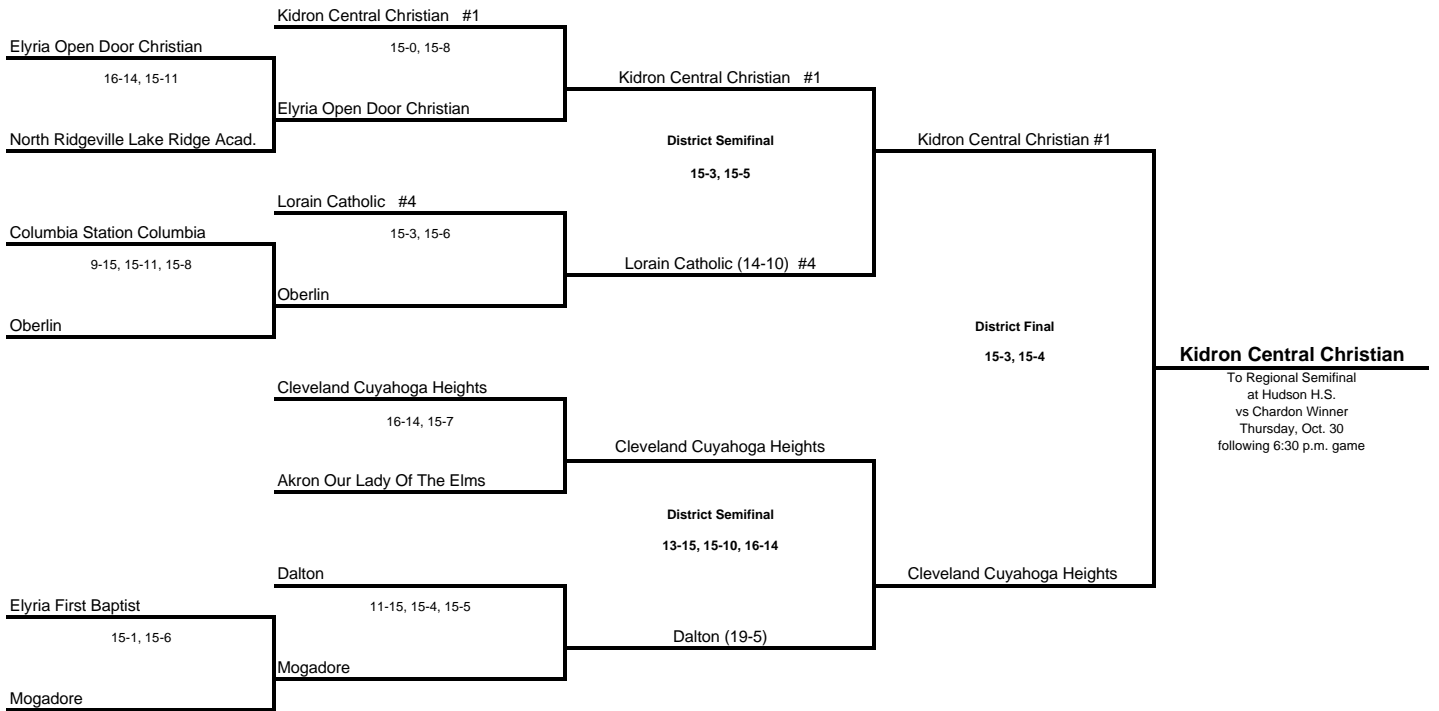 Kidron Central Christian   #1
Elyria Open Door Christian
15-0, 15-8
16-14, 15-11
Kidron Central Christian   #1
Elyria Open Door Christian
North Ridgeville Lake Ridge Acad.
District Semifinal
Kidron Central Christian #1
15-3, 15-5
Lorain Catholic   #4
Columbia Station Columbia
15-3, 15-6
9-15, 15-11, 15-8
Lorain Catholic (14-10)  #4
Oberlin
Oberlin
District Final
15-3, 15-4
Kidron Central Christian
To Regional Semifinal
at Hudson H.S.
vs Chardon Winner
Thursday, Oct. 30
following 6:30 p.m. game
Cleveland Cuyahoga Heights
16-14, 15-7
Cleveland Cuyahoga Heights
Akron Our Lady Of The Elms
District Semifinal
13-15, 15-10, 16-14
Dalton
Cleveland Cuyahoga Heights
Elyria First Baptist
11-15, 15-4, 15-5
15-1, 15-6
Dalton (19-5)
Mogadore
Mogadore